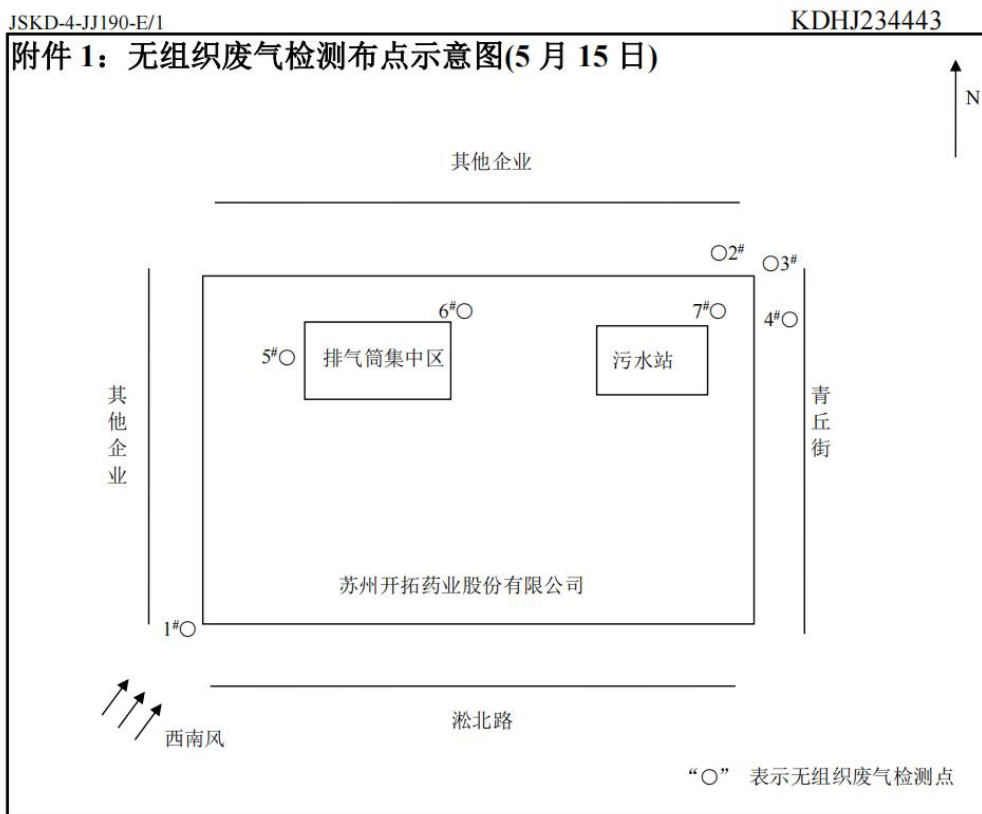 JSKD-4-JJ190-E/1 KDHJ234443
附件 1：无组织废气检测布点示意图(5 月 15 日)
N
其他企业
○2#
○3#
6#○
7#○
4#○
5#○
排气筒集中区
污水站
其他企业
青丘街
苏州开拓药业股份有限公司
1#○
西南风
淞北路
“○” 表示无组织废气检测点